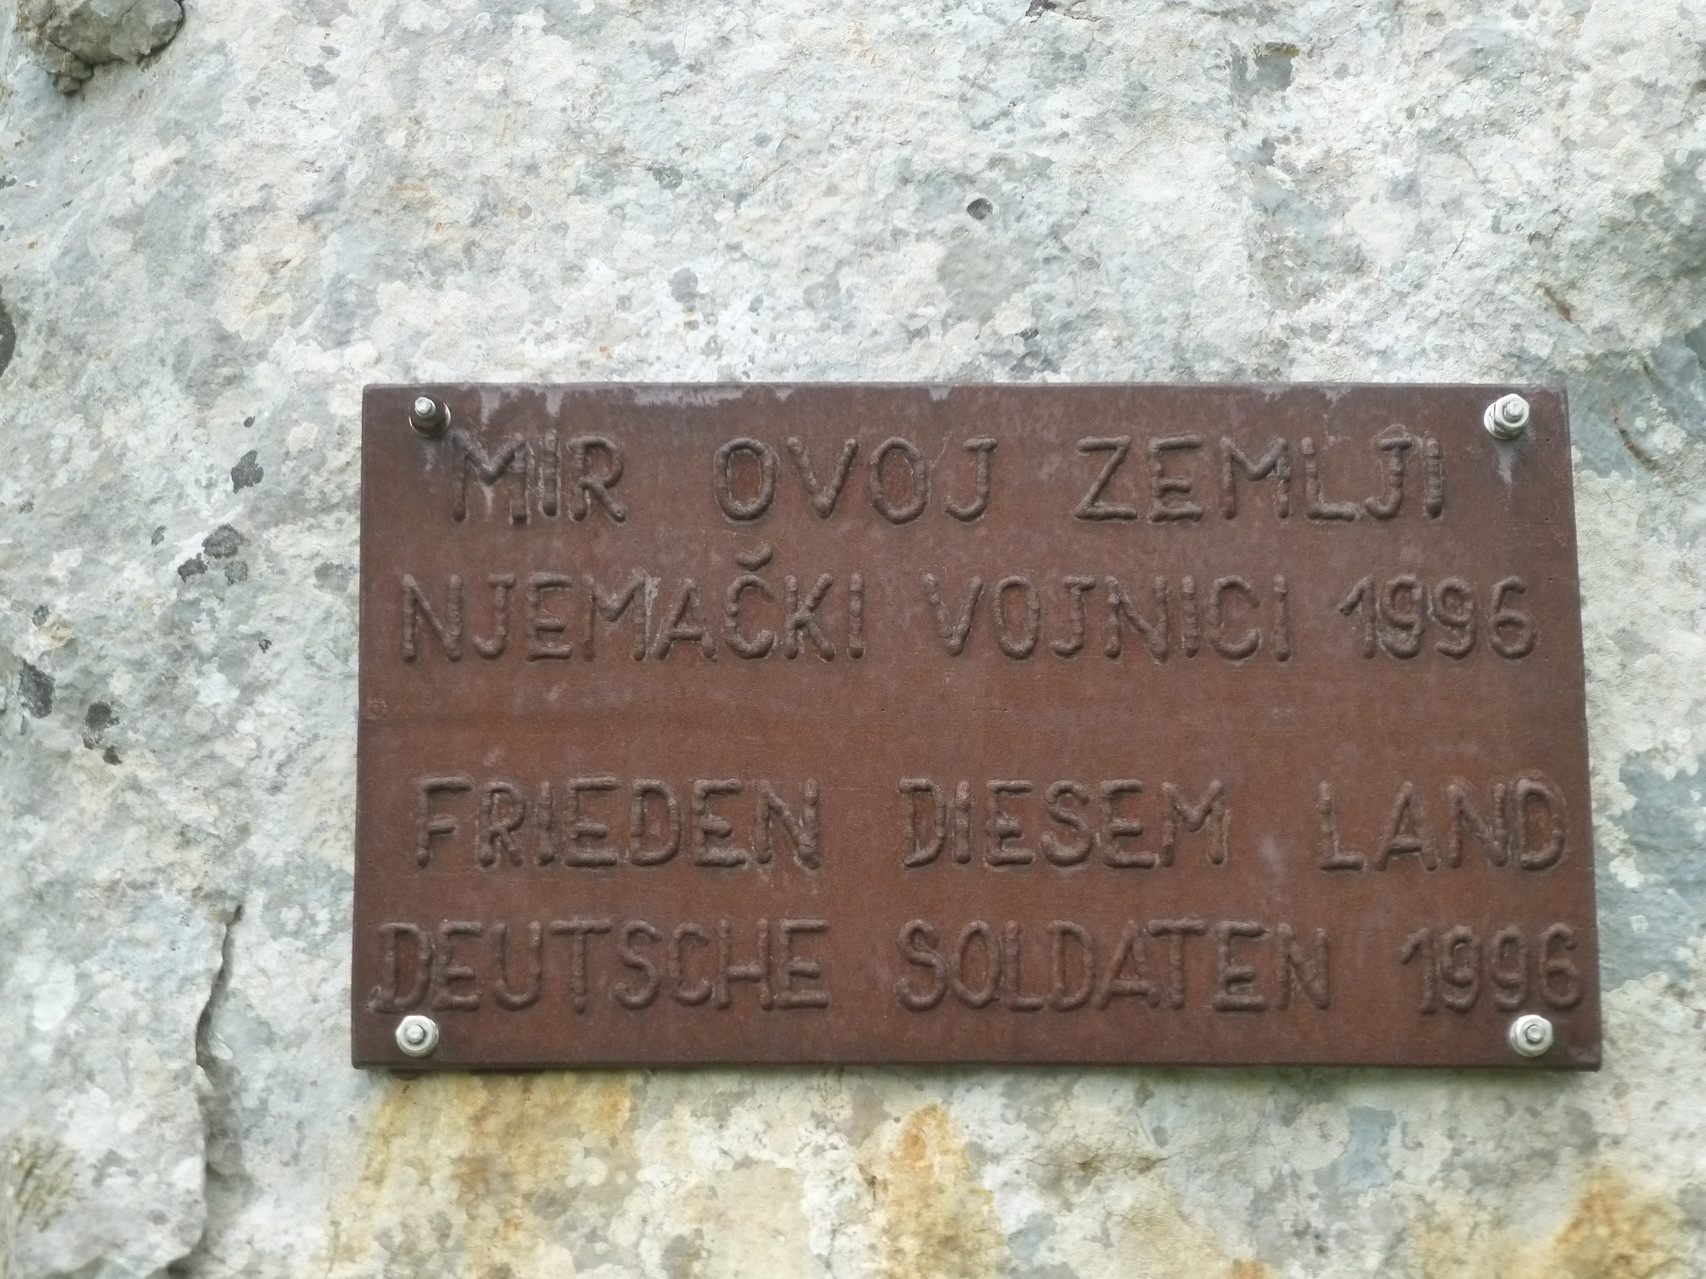 MIR OVOJ ZEMLJI
NJEMAČKI VOJNICI 1996
FRIEDEN DIESEM LAND
DEUTSCHE SOLDATEN 1996